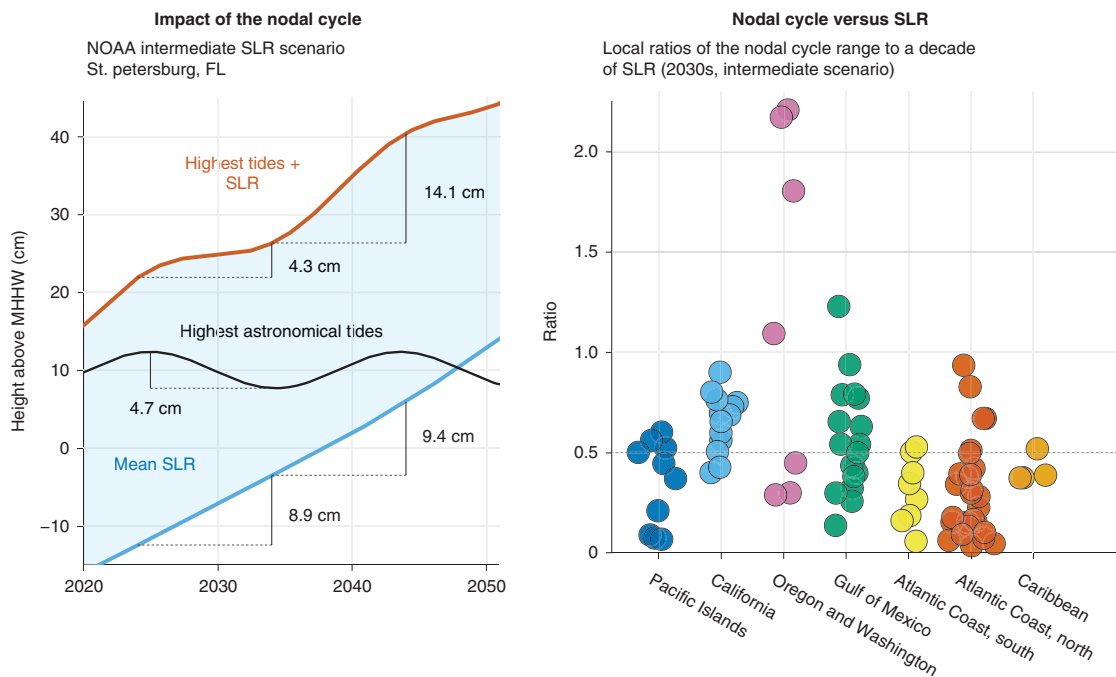 Impact of the nodal cycle
NOAA intermediate SLR scenario
St. petersburg, FL
Height above MHHW (cm)
40
30
20
10
0
−10
2020
2030
2040
2050
Highest tides +
SLR
14.1 cm
4.3 cm
Highest astronomical tides
4.7 cm
Mean SLR
9.4 cm
8.9 cm
Nodal cycle versus SLR
Local ratios of the nodal cycle range to a decade
of SLR (2030s, intermediate scenario)
Ratio
2.0
1.5
1.0
0.5
0
Pacific Islands
California
Oregon and Washington
Gulf of Mexico
Atlantic Coast, south
Atlantic Coast, north
Caribbean